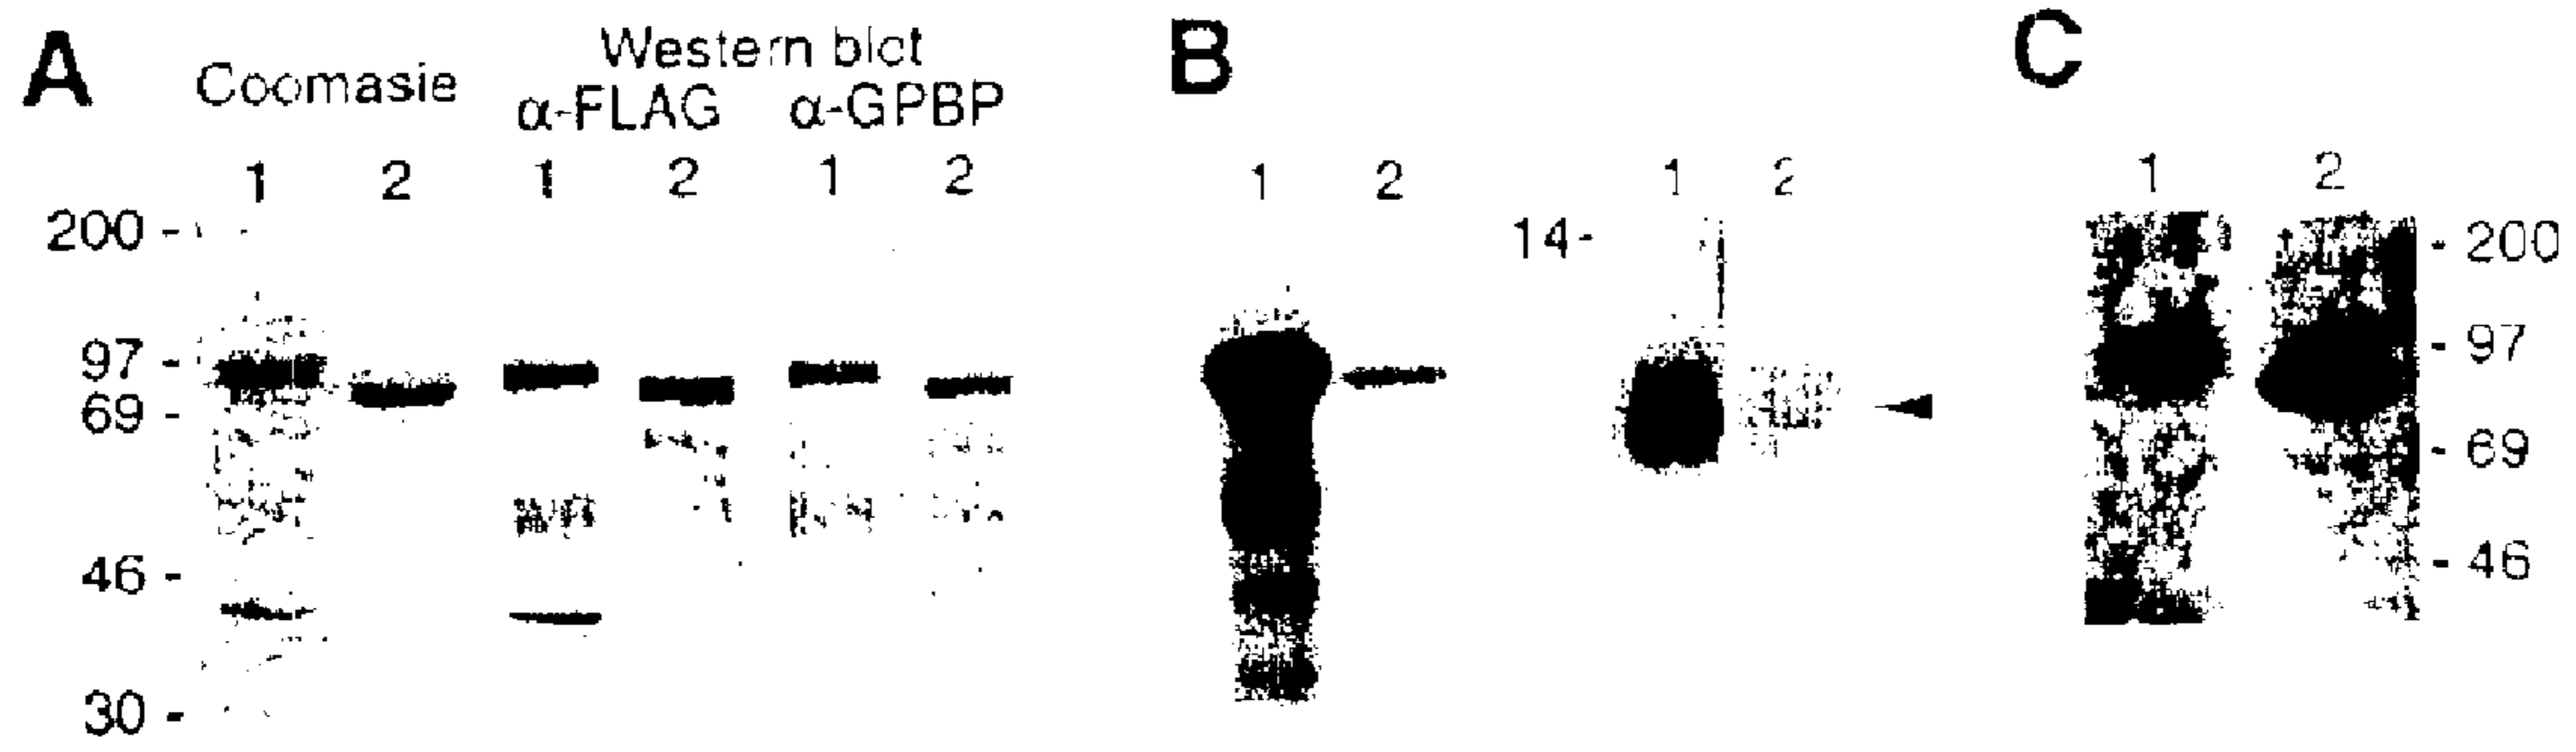 A
Coomasie
Western blot
α-FLAG α-GPBP
1 2 1 2 1 2
200 -
97 -
69 -
46 -
30 -
B
1 2 1 2
14-
C
1 2
- 200
- 97
- 69
- 46